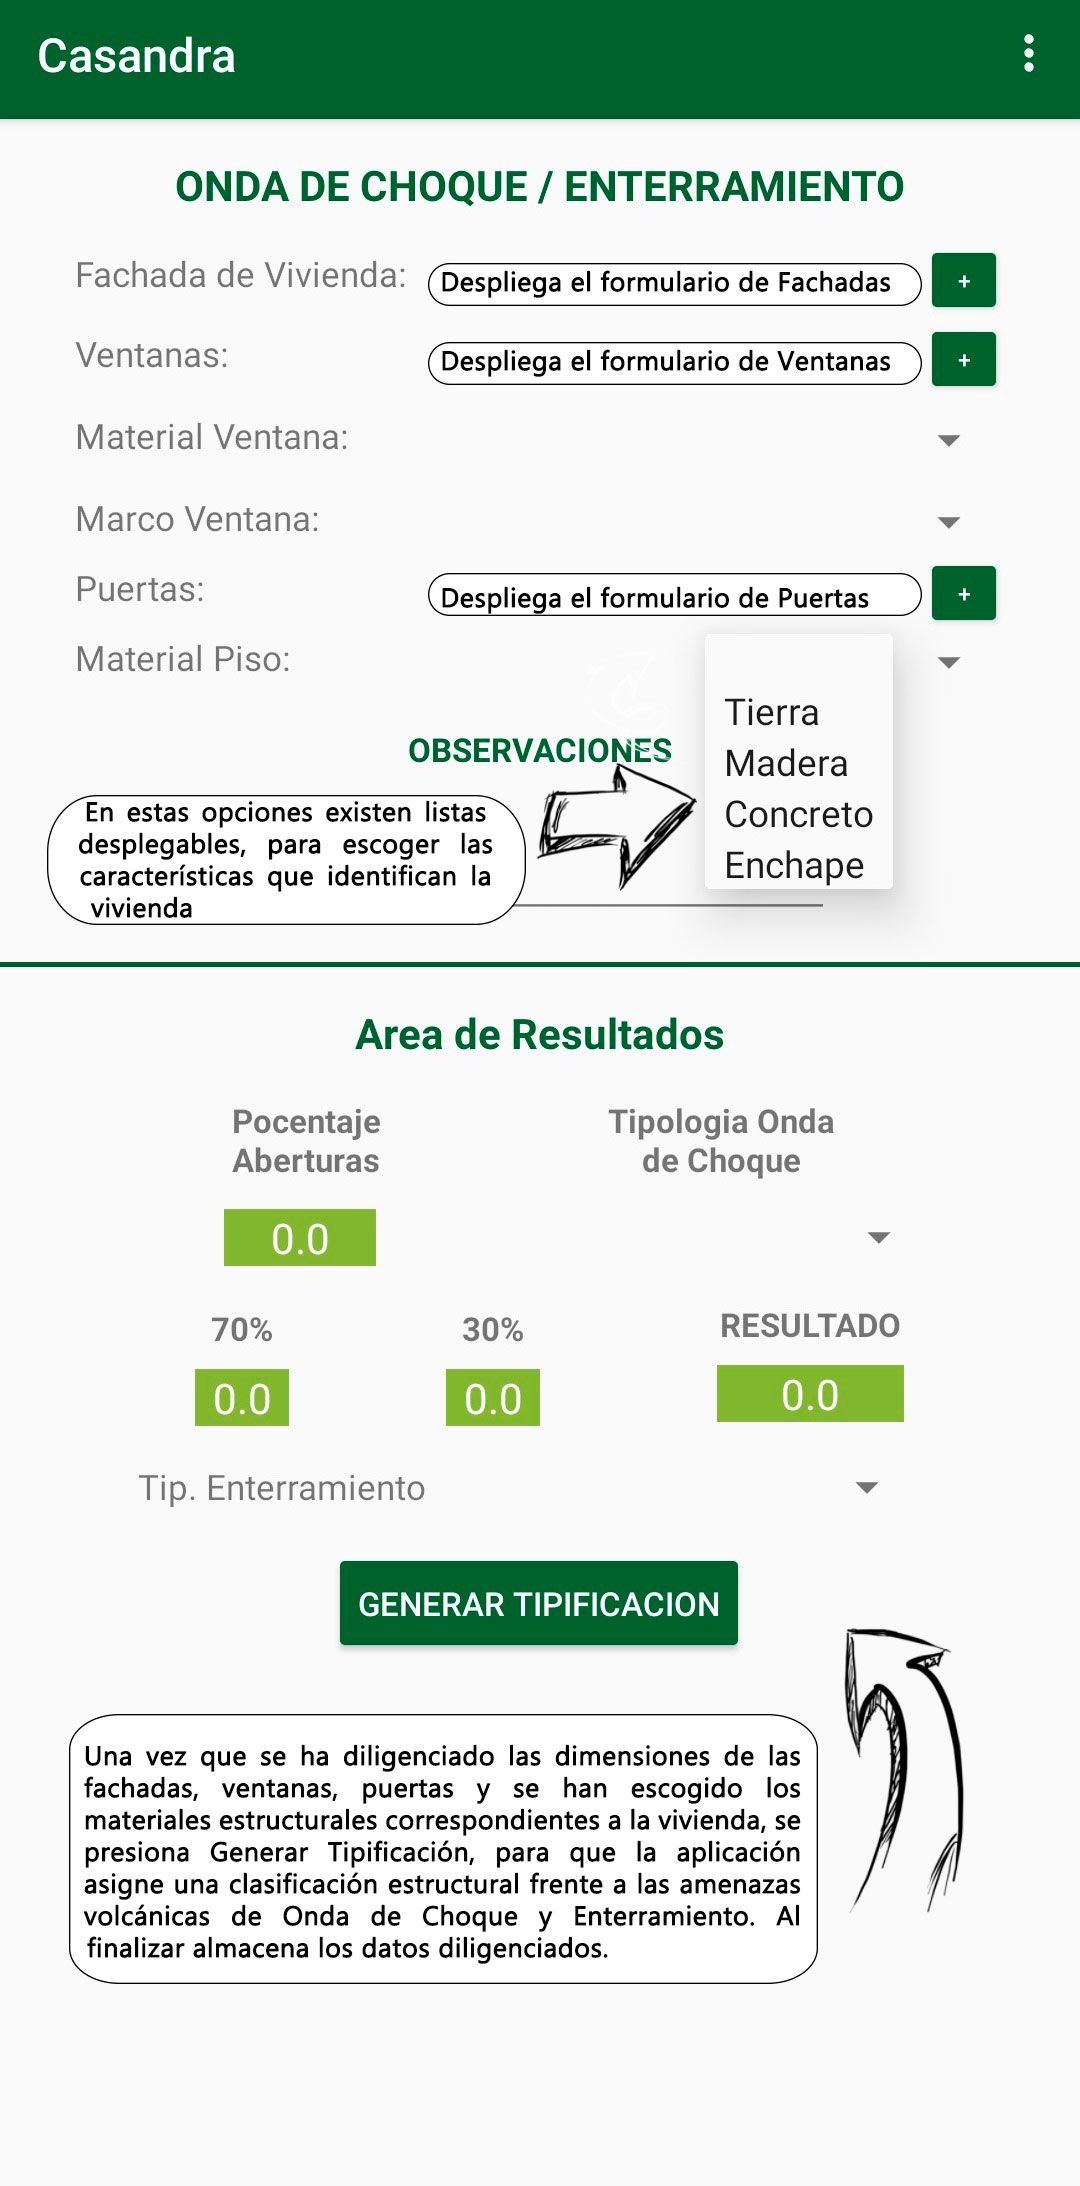 Casandra
ONDA DE CHOQUE / ENTERRAMIENTO
Fachada de Vivienda:
Despliega el formulario de Fachadas
+
Ventanas:
Despliega el formulario de Ventanas
+
Material Ventana:
Marco Ventana:
Puertas:
Despliega el formulario de Puertas
+
Material Piso:
Tierra
Madera
Concreto
Enchape
OBSERVACIONES
En estas opciones existen listas
desplegables, para escoger las
características que identifican la
vivienda
Area de Resultados
Pocentaje
Aberturas
Tipologia Onda
de Choque
0.0
70%
30%
RESULTADO
0.0
0.0
0.0
Tip. Enterramiento
GENERAR TIPIFICACION
Una vez que se ha diligenciado las dimensiones de las
fachadas, ventanas, puertas y se han escogido los
materiales estructurales correspondientes a la vivienda, se
presiona Generar Tipificación, para que la aplicación
asigne una clasificación estructural frente a las amenazas
volcánicas de Onda de Choque y Enterramiento. Al
finalizar almacena los datos diligenciados.